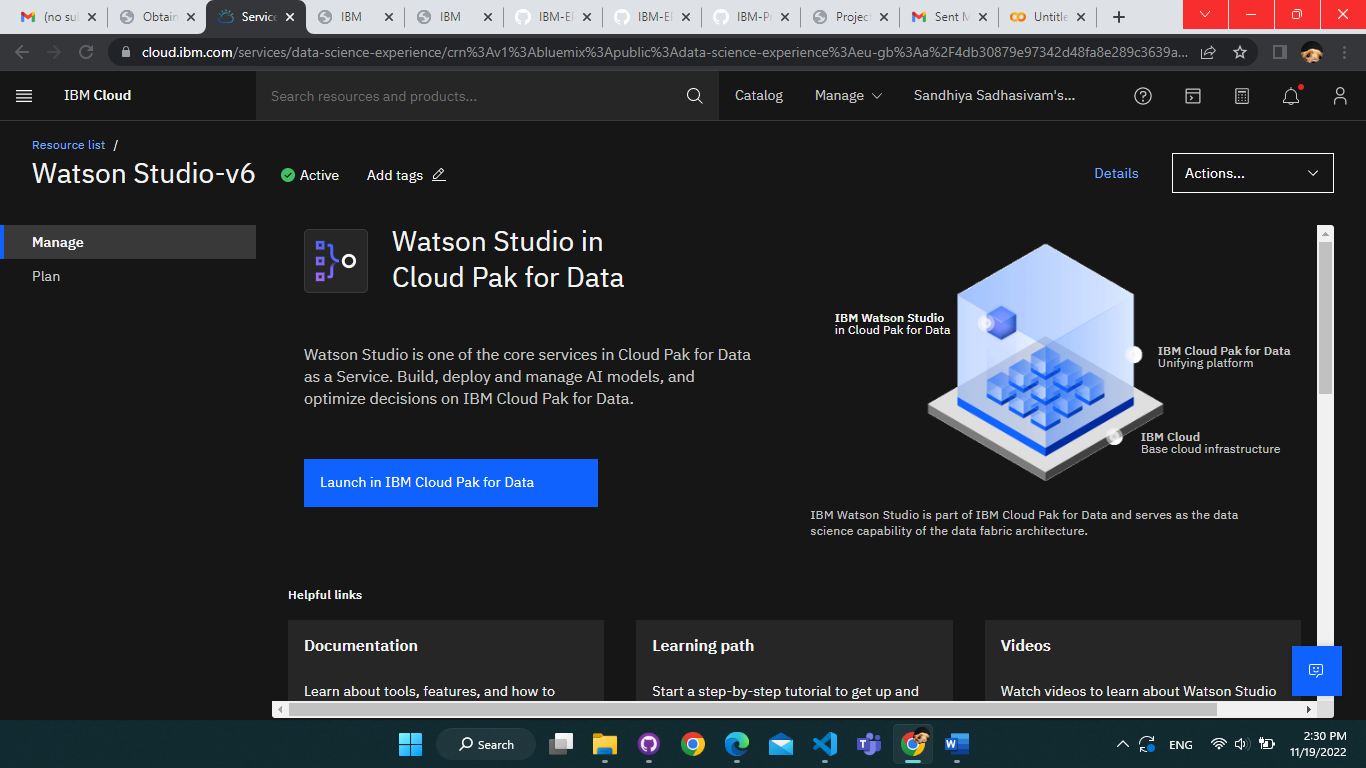 (no su
Obtain
Service
IBM
IBM
IBM-E
IBM-E
IBM-P
Project
Sent M
Untitle
cloud.ibm.com/services/data-science-experience/crn%3Av1%3Abluemix%3Apublic%3Adata-science-experience%3Aeu-gb%3Aa%2F4db30879e97342d48fa8e289c3639a...
IBM Cloud
Search resources and products...
Catalog
Manage
Sandhiya Sadhasivam's...
Resource list /
Watson Studio-v6
Active
Add tags
Details
Actions...
Manage
Plan
Watson Studio in
Cloud Pak for Data
Watson Studio is one of the core services in Cloud Pak for Data
as a Service. Build, deploy and manage AI models, and
optimize decisions on IBM Cloud Pak for Data.
Launch in IBM Cloud Pak for Data
IBM Watson Studio
in Cloud Pak for Data
IBM Cloud Pak for Data
Unifying platform
IBM Cloud
Base cloud infrastructure
IBM Watson Studio is part of IBM Cloud Pak for Data and serves as the data
science capability of the data fabric architecture.
Helpful links
Documentation
Learn about tools, features, and how to
Learning path
Start a step-by-step tutorial to get up and
Videos
Watch videos to learn about Watson Studio
Search
ENG
2:30 PM
11/19/2022